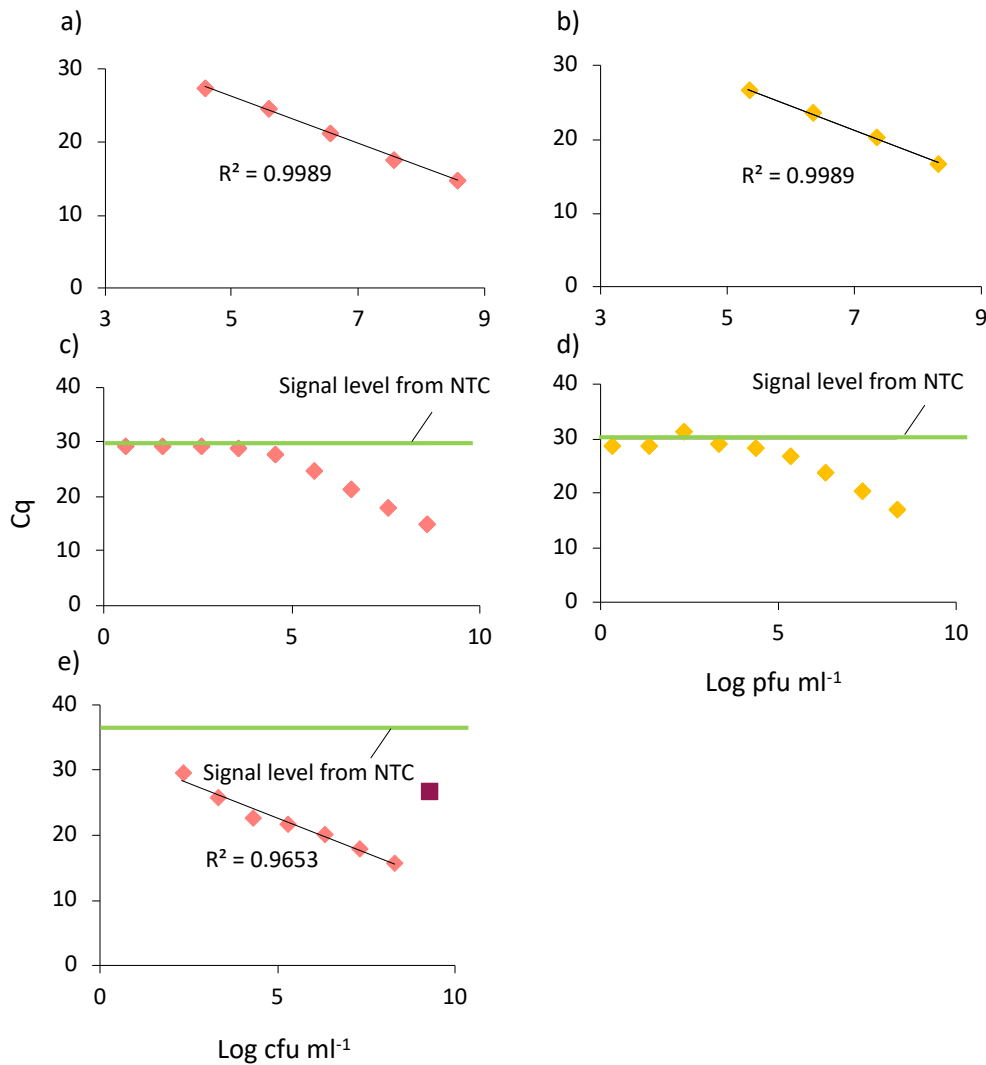 a)
30
20
10
0
3
5
7
9
R² = 0.9989
b)
30
20
10
0
3
5
7
9
R² = 0.9989
c)
40
30
20
10
0
0
5
10
Signal level from NTC
Cq
d)
40
30
20
10
0
0
5
10
Signal level from NTC
Log pfu ml⁻¹
e)
40
30
20
10
0
0
5
10
Signal level from NTC
R² = 0.9653
Log cfu ml⁻¹